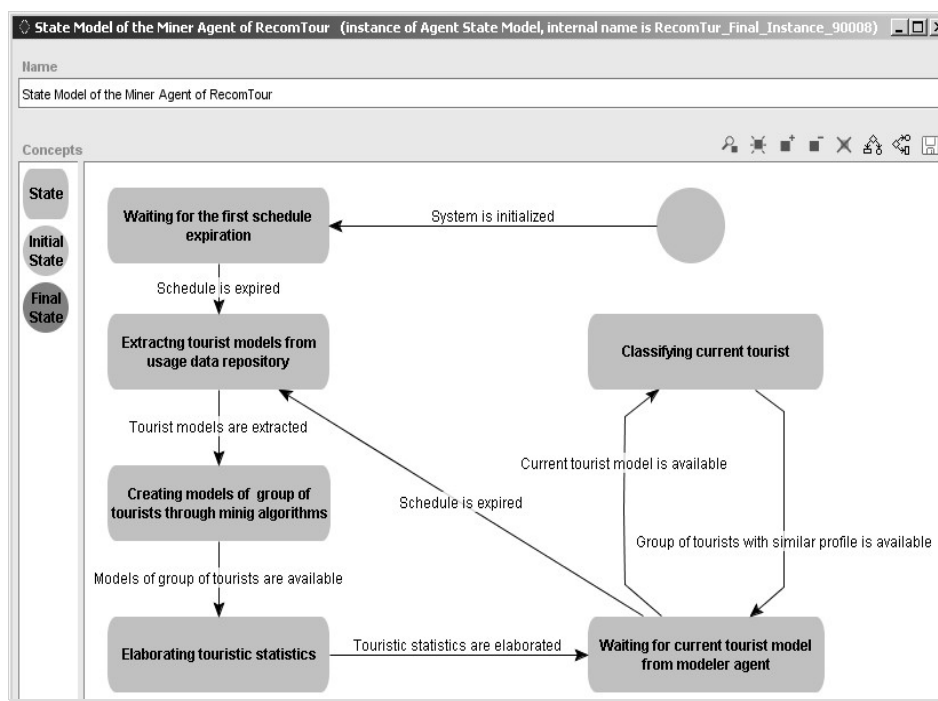 State Model of the Miner Agent of RecomTour (instance of Agent State Model, internal name is RecomTur_Final_Instance_90008)
Name
State Model of the Miner Agent of RecomTour
Concepts
State
Initial
State
Final
State
Waiting for the first schedule
expiration
System is initialized
Schedule is expired
Extractng tourist models from
usage data repository
Classifying current tourist
Tourist models are extracted
Current tourist model is available
Creating models of group of
tourists through minig algorithms
Schedule is expired
Group of tourists with similar profile is available
Models of group of tourists are available
Elaborating touristic statistics
Touristic statistics are elaborated
Waiting for current tourist model
from modeler agent